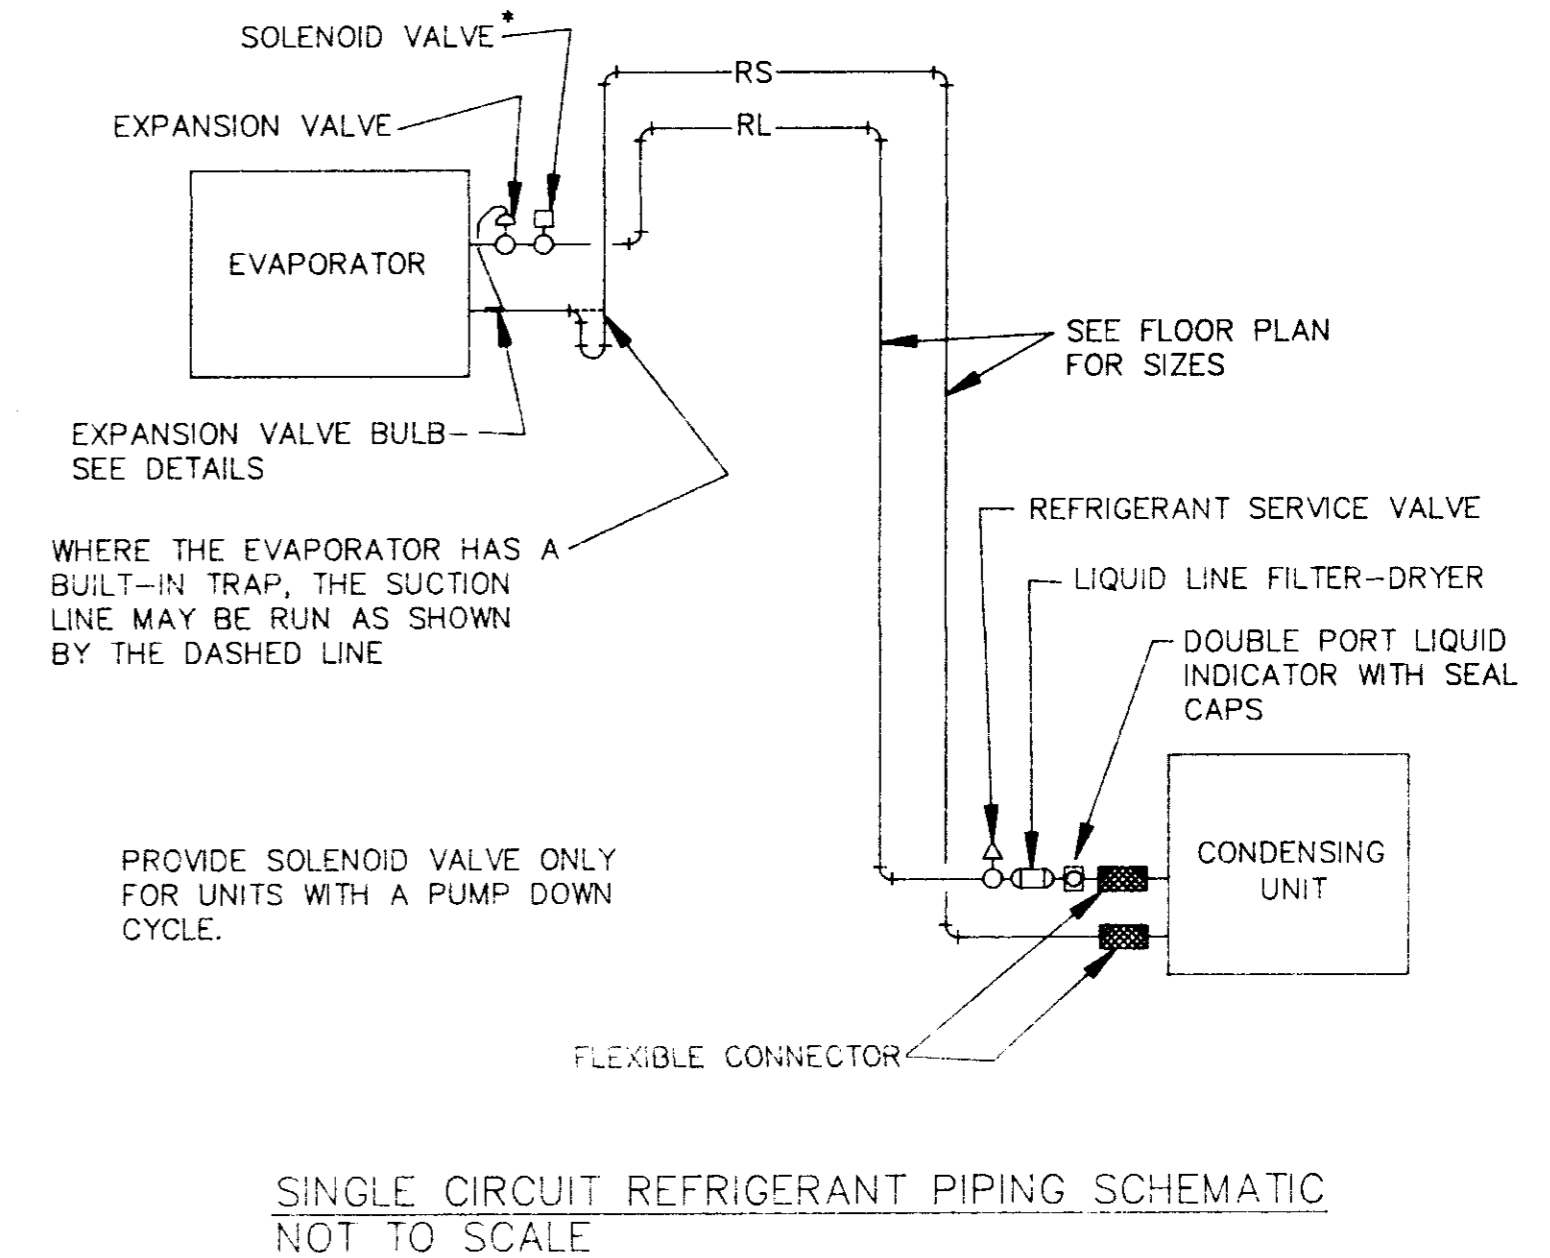 SOLENOID VALVE*
RS
EXPANSION VALVE
RL
EVAPORATOR
SEE FLOOR PLAN
FOR SIZES
EXPANSION VALVE BULB-
SEE DETAILS
REFRIGERANT SERVICE VALVE
WHERE THE EVAPORATOR HAS A
BUILT-IN TRAP, THE SUCTION
LINE MAY BE RUN AS SHOWN
BY THE DASHED LINE
LIQUID LINE FILTER-DRYER
DOUBLE PORT LIQUID
INDICATOR WITH SEAL
CAPS
PROVIDE SOLENOID VALVE ONLY
FOR UNITS WITH A PUMP DOWN
CYCLE.
CONDENSING
UNIT
FLEXIBLE CONNECTOR
SINGLE CIRCUIT REFRIGERANT PIPING SCHEMATIC
NOT TO SCALE